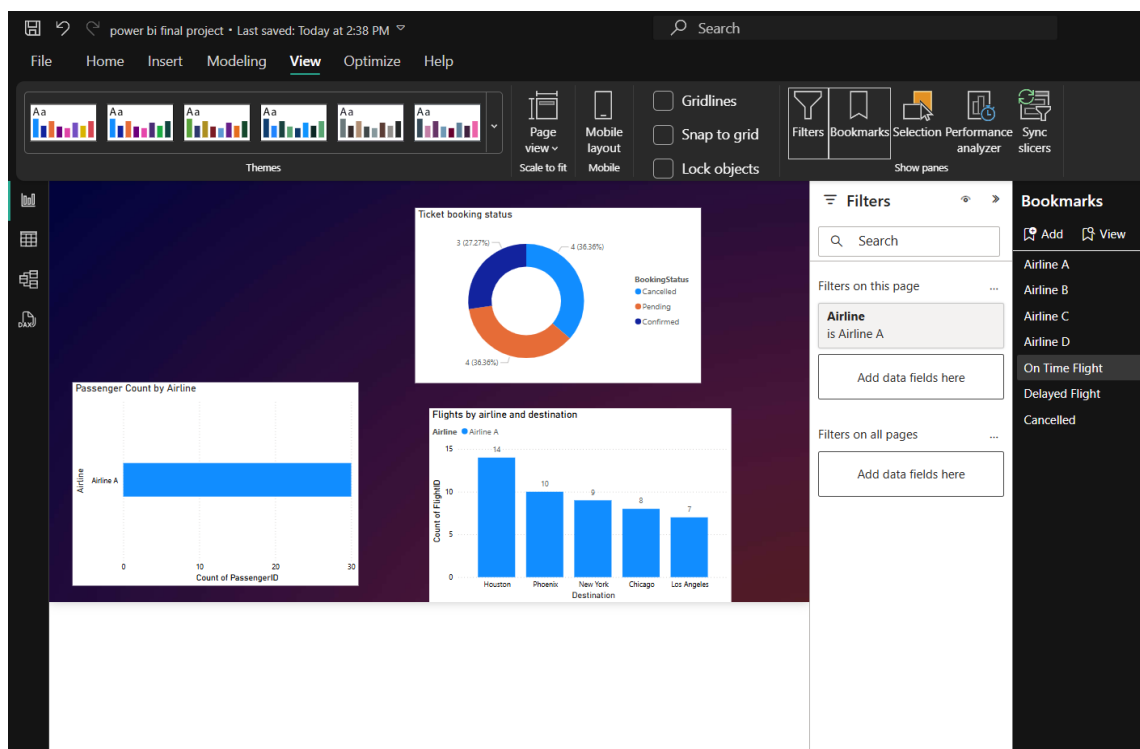 power bi final project • Last saved: Today at 2:38 PM
Search
File Home Insert Modeling View Optimize Help
Aa Aa Aa Aa Aa Aa
Themes
Page view
Scale to fit
Mobile layout
Mobile
Gridlines
Snap to grid
Lock objects
Filters Bookmarks Selection Performance analyzer Sync slicers
Show panes
DAX
Ticket booking status
3 (27.27%)
4 (36.36%)
4 (36.36%)
BookingStatus
Cancelled
Pending
Confirmed
Passenger Count by Airline
Airline
Airline A
0 10 20 30
Count of PassengerID
Flights by airline and destination
Airline Airline A
Count of FlightID
15
10
5
0
14 10 9 8 7
Houston Phoenix New York Chicago Los Angeles
Destination
Filters
Search
Filters on this page ...
Airline
is Airline A
Add data fields here
Filters on all pages ...
Add data fields here
Bookmarks
Add View
Airline A
Airline B
Airline C
Airline D
On Time Flight
Delayed Flight
Cancelled